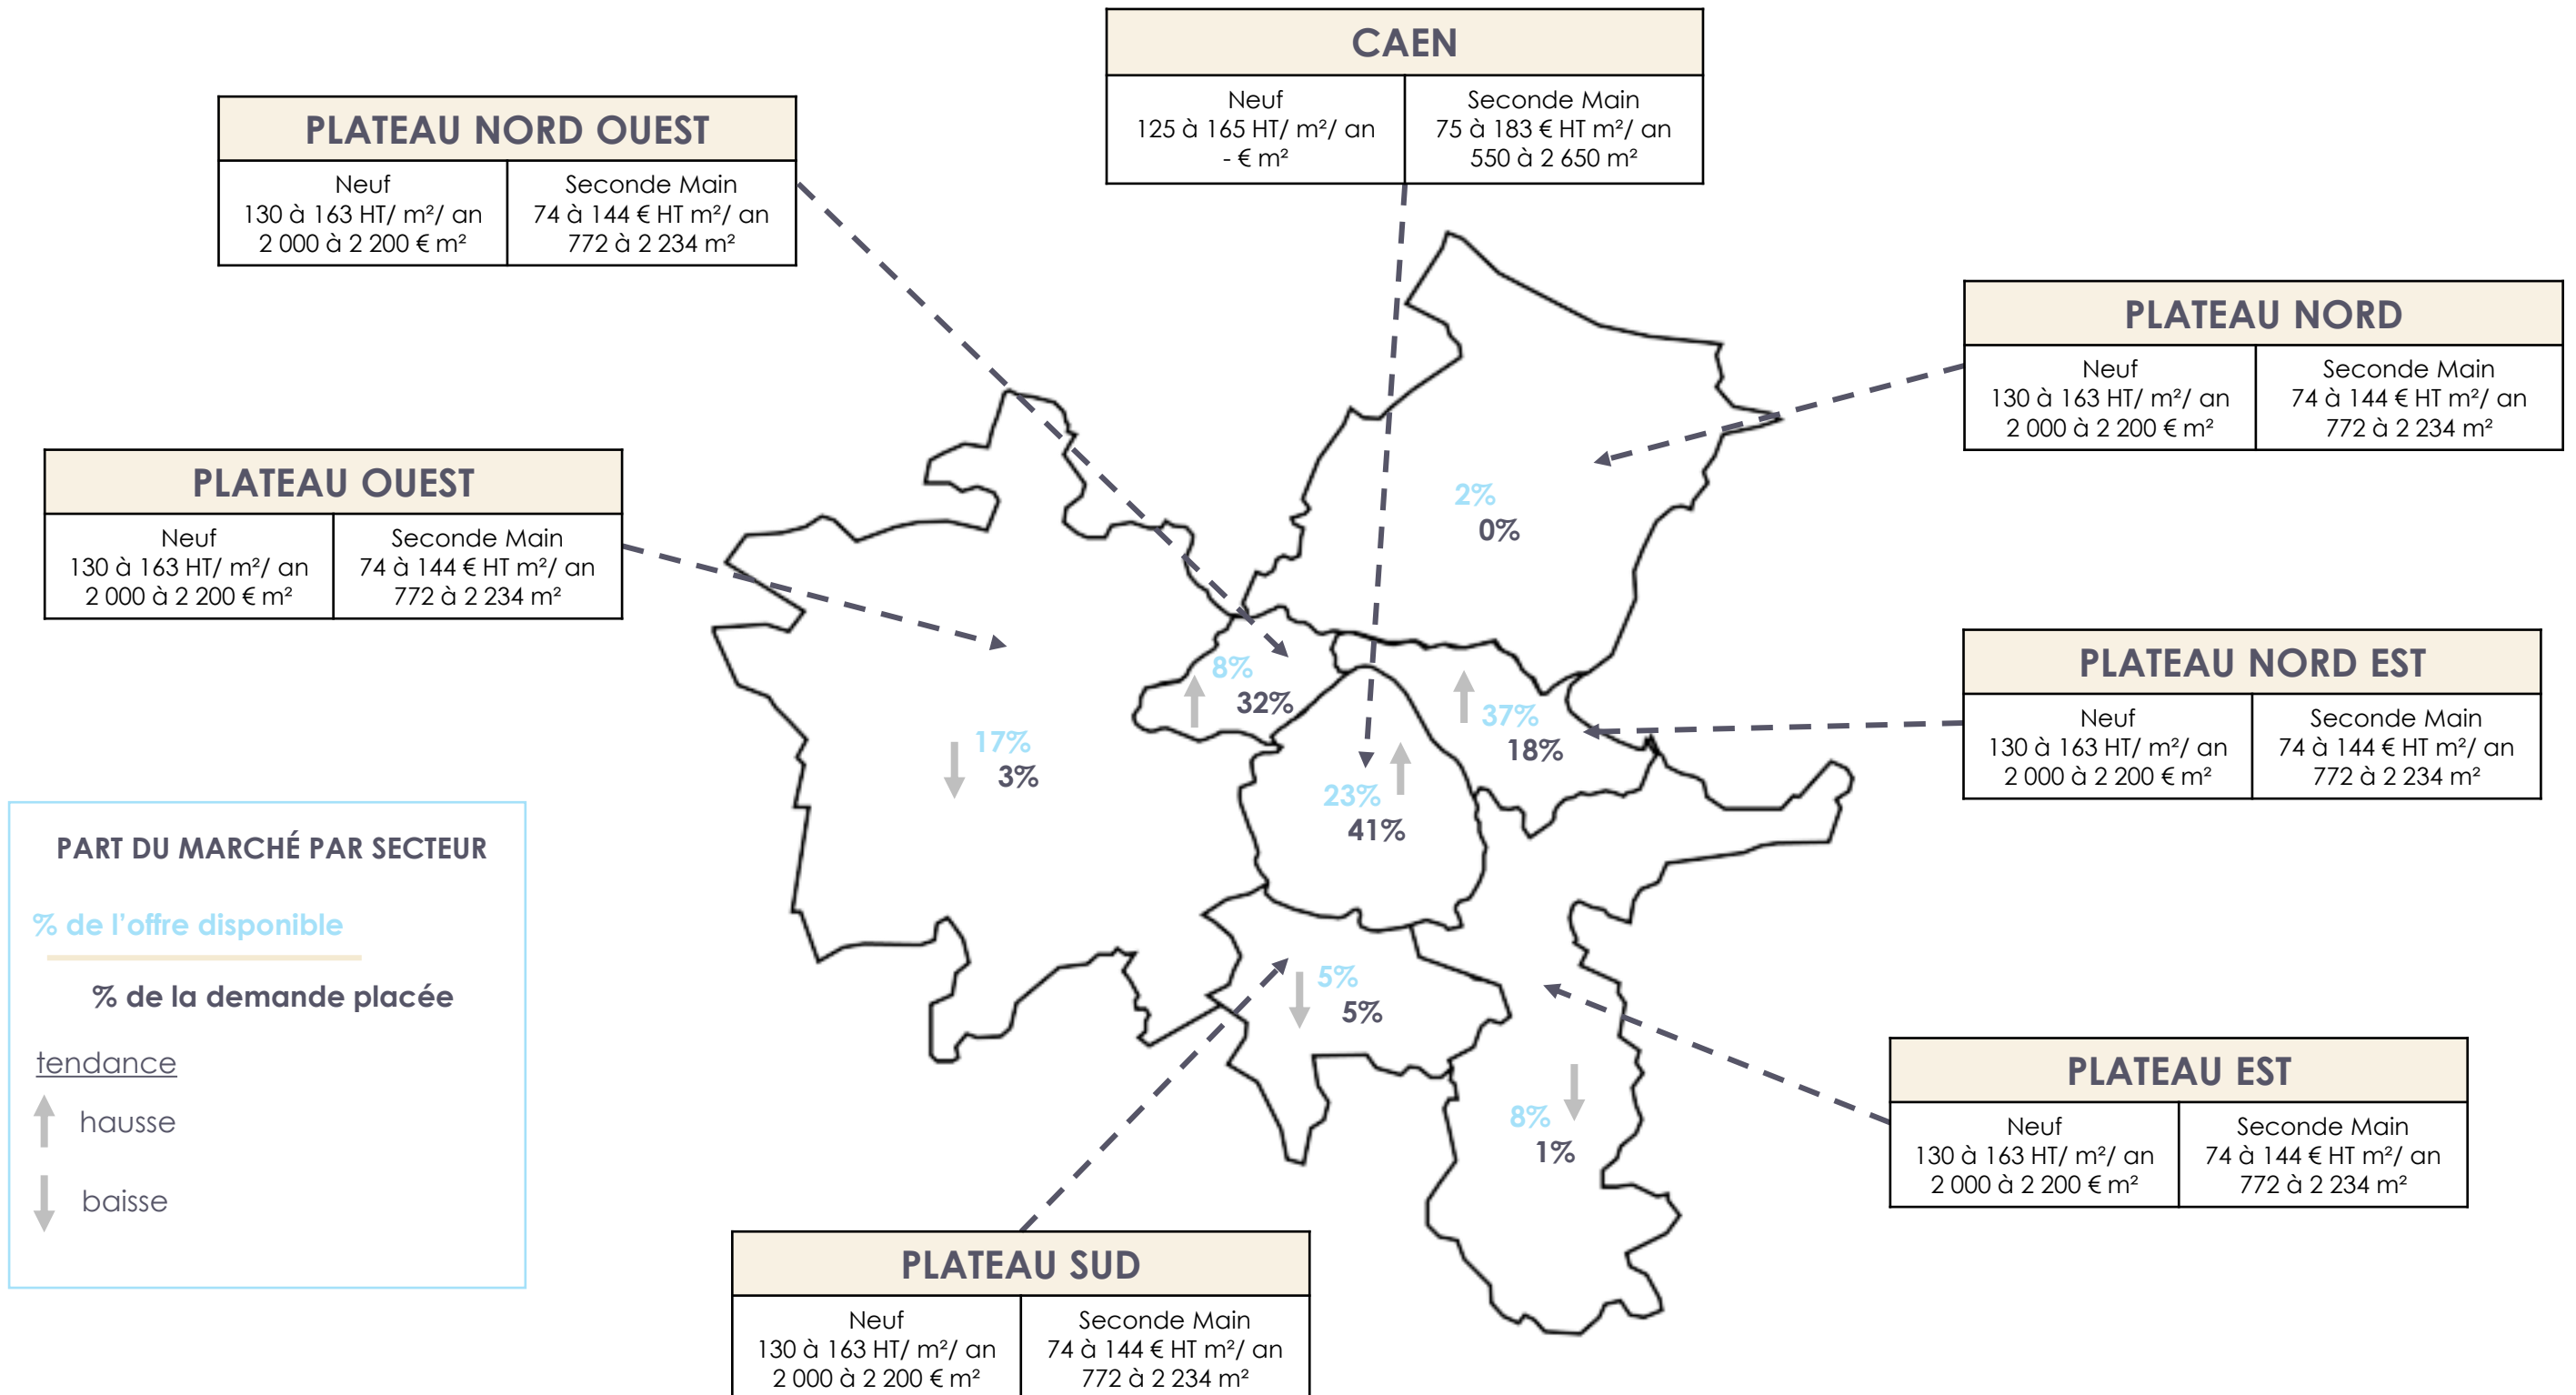 CAEN
Neuf
125 à 165 HT/ m²/ an
- € m²
Seconde Main
75 à 183 € HT m²/ an
550 à 2 650 m²
PLATEAU NORD OUEST
Neuf
130 à 163 HT/ m²/ an
2 000 à 2 200 € m²
Seconde Main
74 à 144 € HT m²/ an
772 à 2 234 m²
PLATEAU NORD
Neuf
130 à 163 HT/ m²/ an
2 000 à 2 200 € m²
Seconde Main
74 à 144 € HT m²/ an
772 à 2 234 m²
PLATEAU OUEST
Neuf
130 à 163 HT/ m²/ an
2 000 à 2 200 € m²
Seconde Main
74 à 144 € HT m²/ an
772 à 2 234 m²
2%
0%
PLATEAU NORD EST
Neuf
130 à 163 HT/ m²/ an
2 000 à 2 200 € m²
Seconde Main
74 à 144 € HT m²/ an
772 à 2 234 m²
8%
32%
37%
18%
17%
3%
23%
41%
PART DU MARCHÉ PAR SECTEUR
% de l'offre disponible
% de la demande placée
tendance
hausse
baisse
5%
5%
8%
1%
PLATEAU EST
Neuf
130 à 163 HT/ m²/ an
2 000 à 2 200 € m²
Seconde Main
74 à 144 € HT m²/ an
772 à 2 234 m²
PLATEAU SUD
Neuf
130 à 163 HT/ m²/ an
2 000 à 2 200 € m²
Seconde Main
74 à 144 € HT m²/ an
772 à 2 234 m²